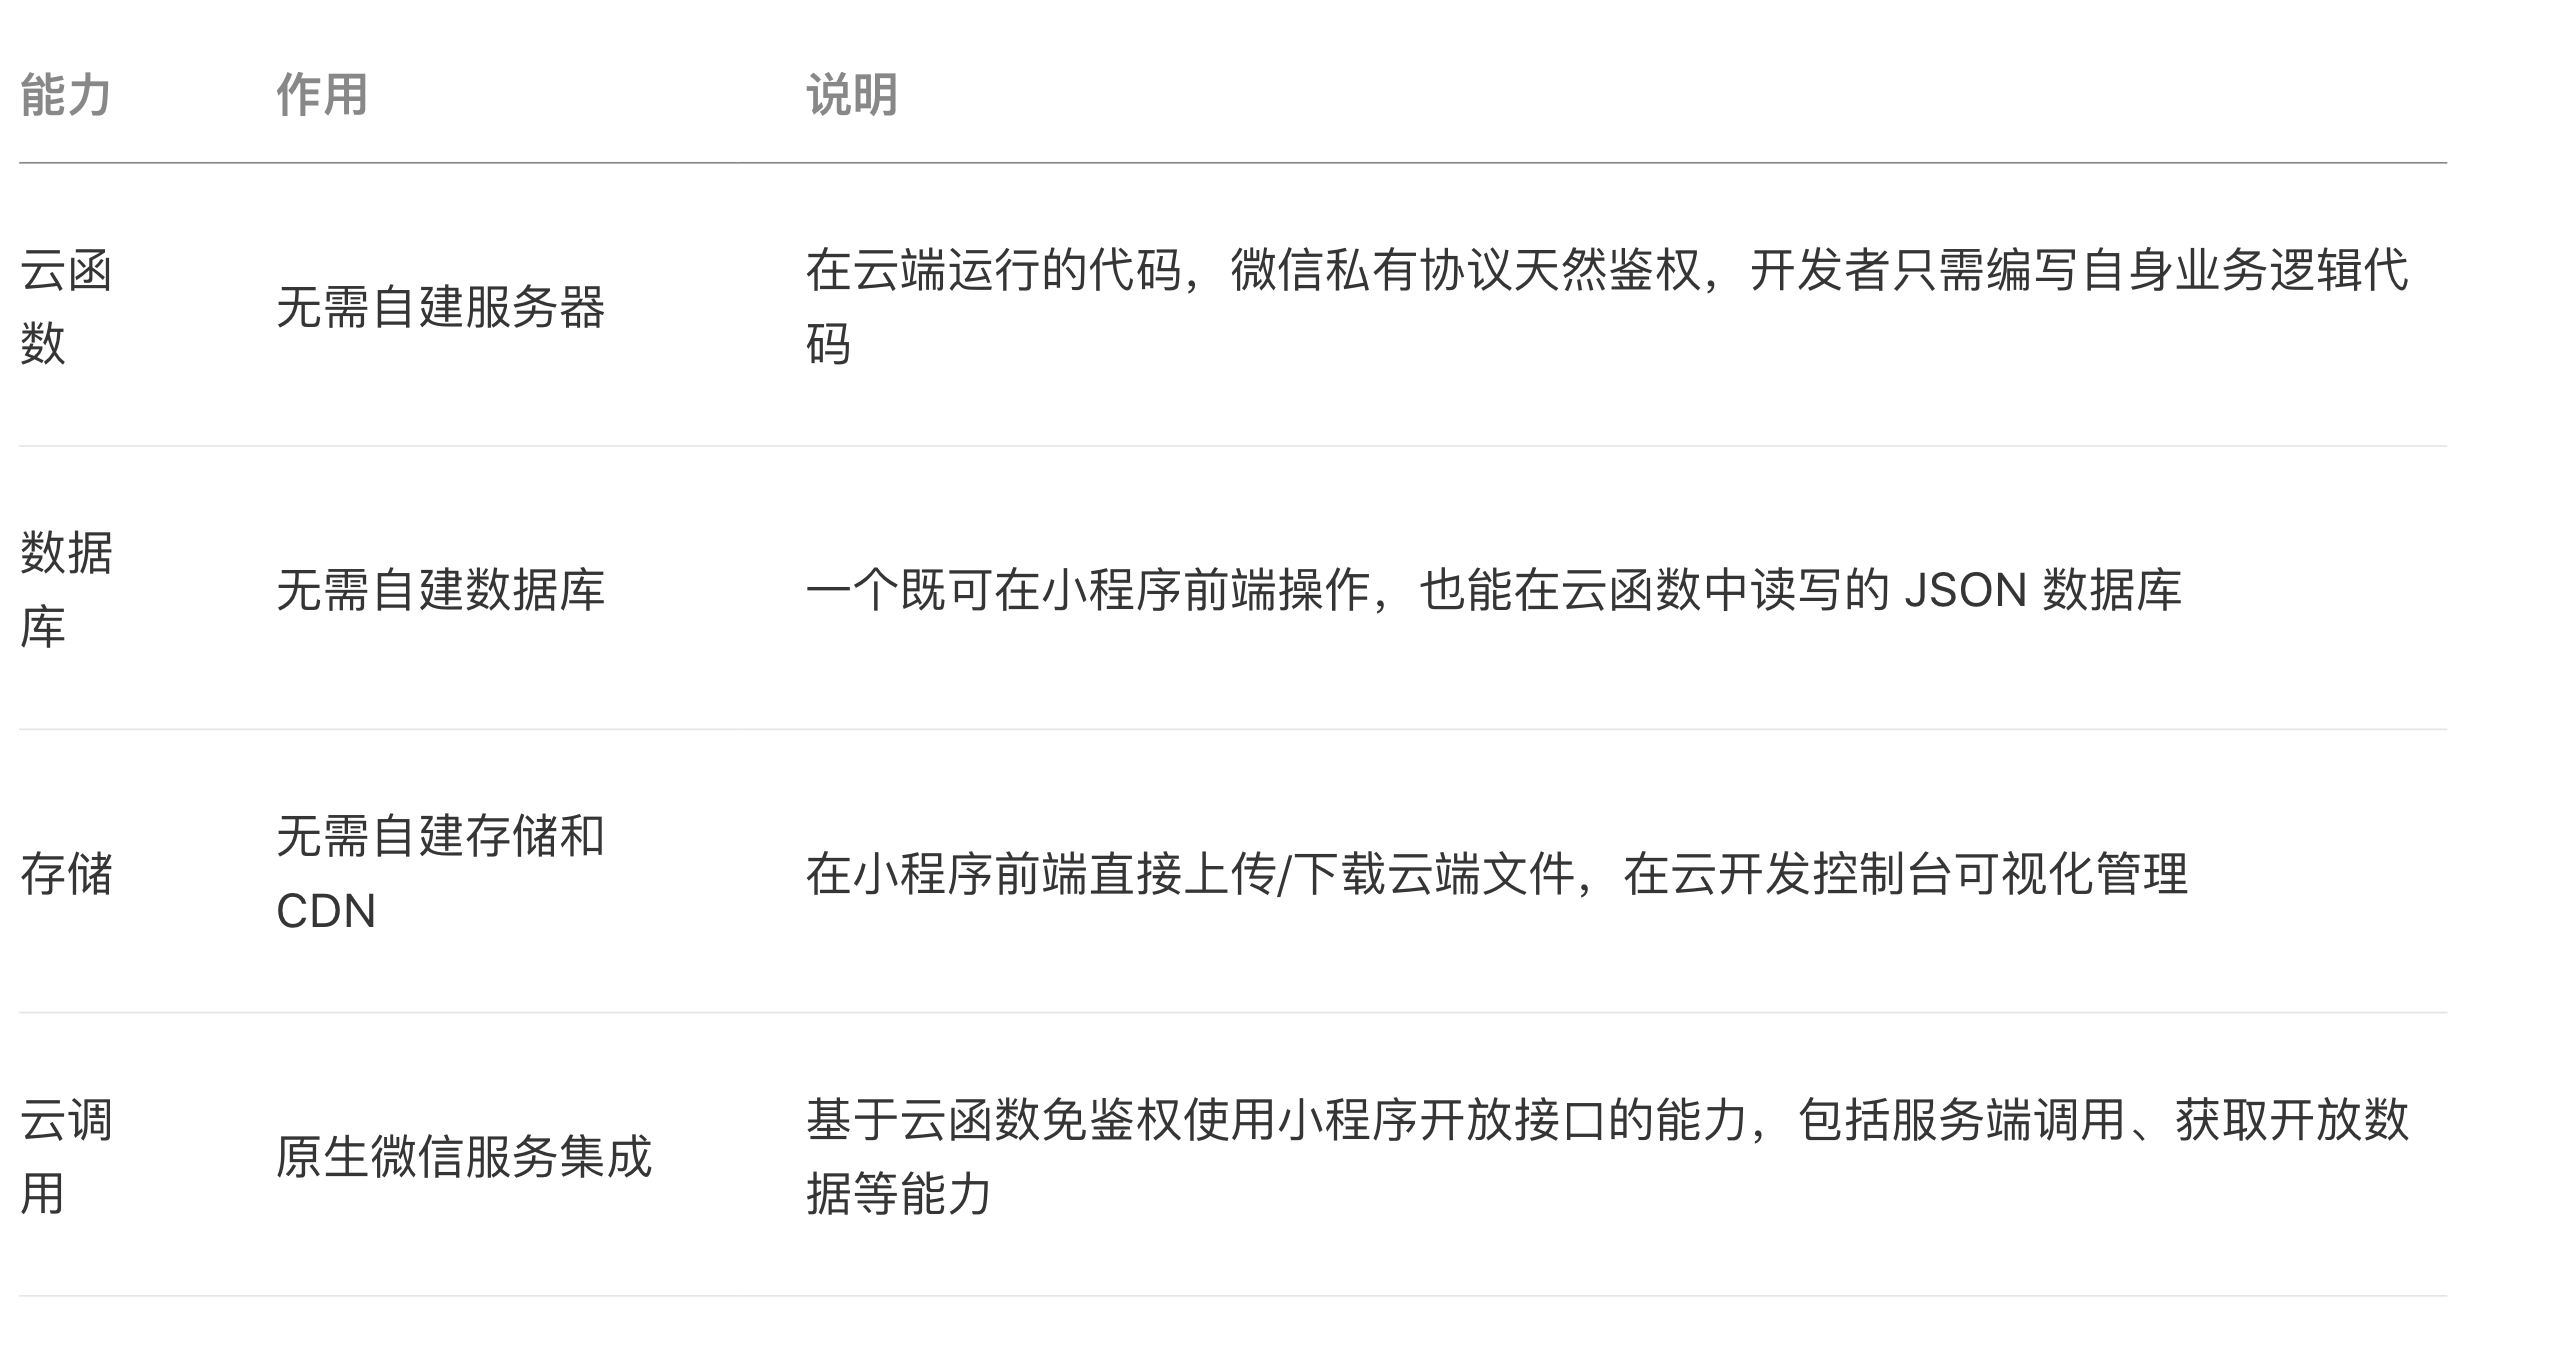 能力 作用 说明
云函
数
无需自建服务器
在云端运行的代码，微信私有协议天然鉴权，开发者只需编写自身业务逻辑代
码
数据
库
无需自建数据库
一个既可在小程序前端操作，也能在云函数中读写的 JSON 数据库
存储
无需自建存储和
CDN
在小程序前端直接上传/下载云端文件，在云开发控制台可视化管理
云调
用
原生微信服务集成
基于云函数免鉴权使用小程序开放接口的能力，包括服务端调用、获取开放数
据等能力